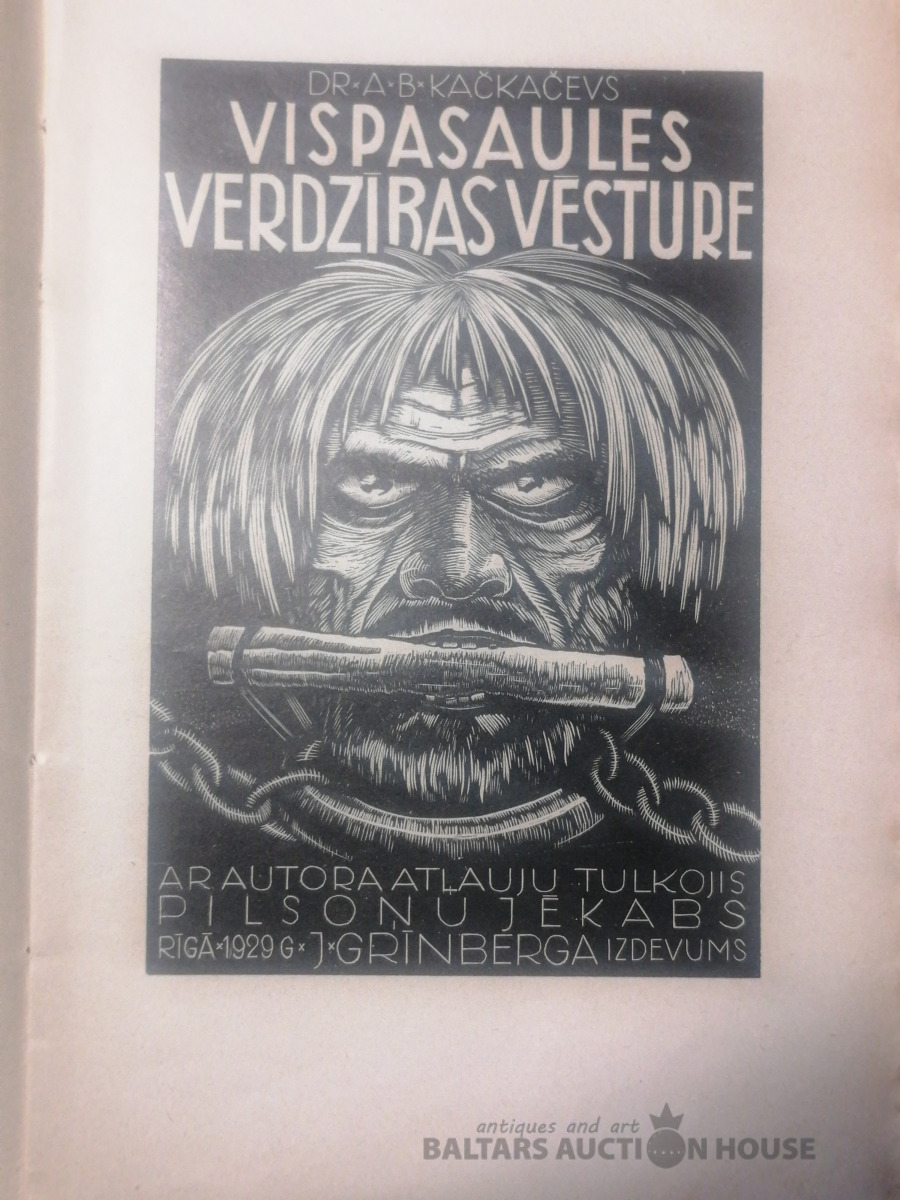 DR×A×B×KAČKAČEVS
VISPASAULES
VERDZĪBAS VĒSTURE
AR AUTORA ATĻAUJU TULKOJIS
PILSOŅU JĒKABS
RĪGĀ×1929 G× J×GRĪNBERGA IZDEVUMS
antiques and art
BALTARS AUCTION HOUSE